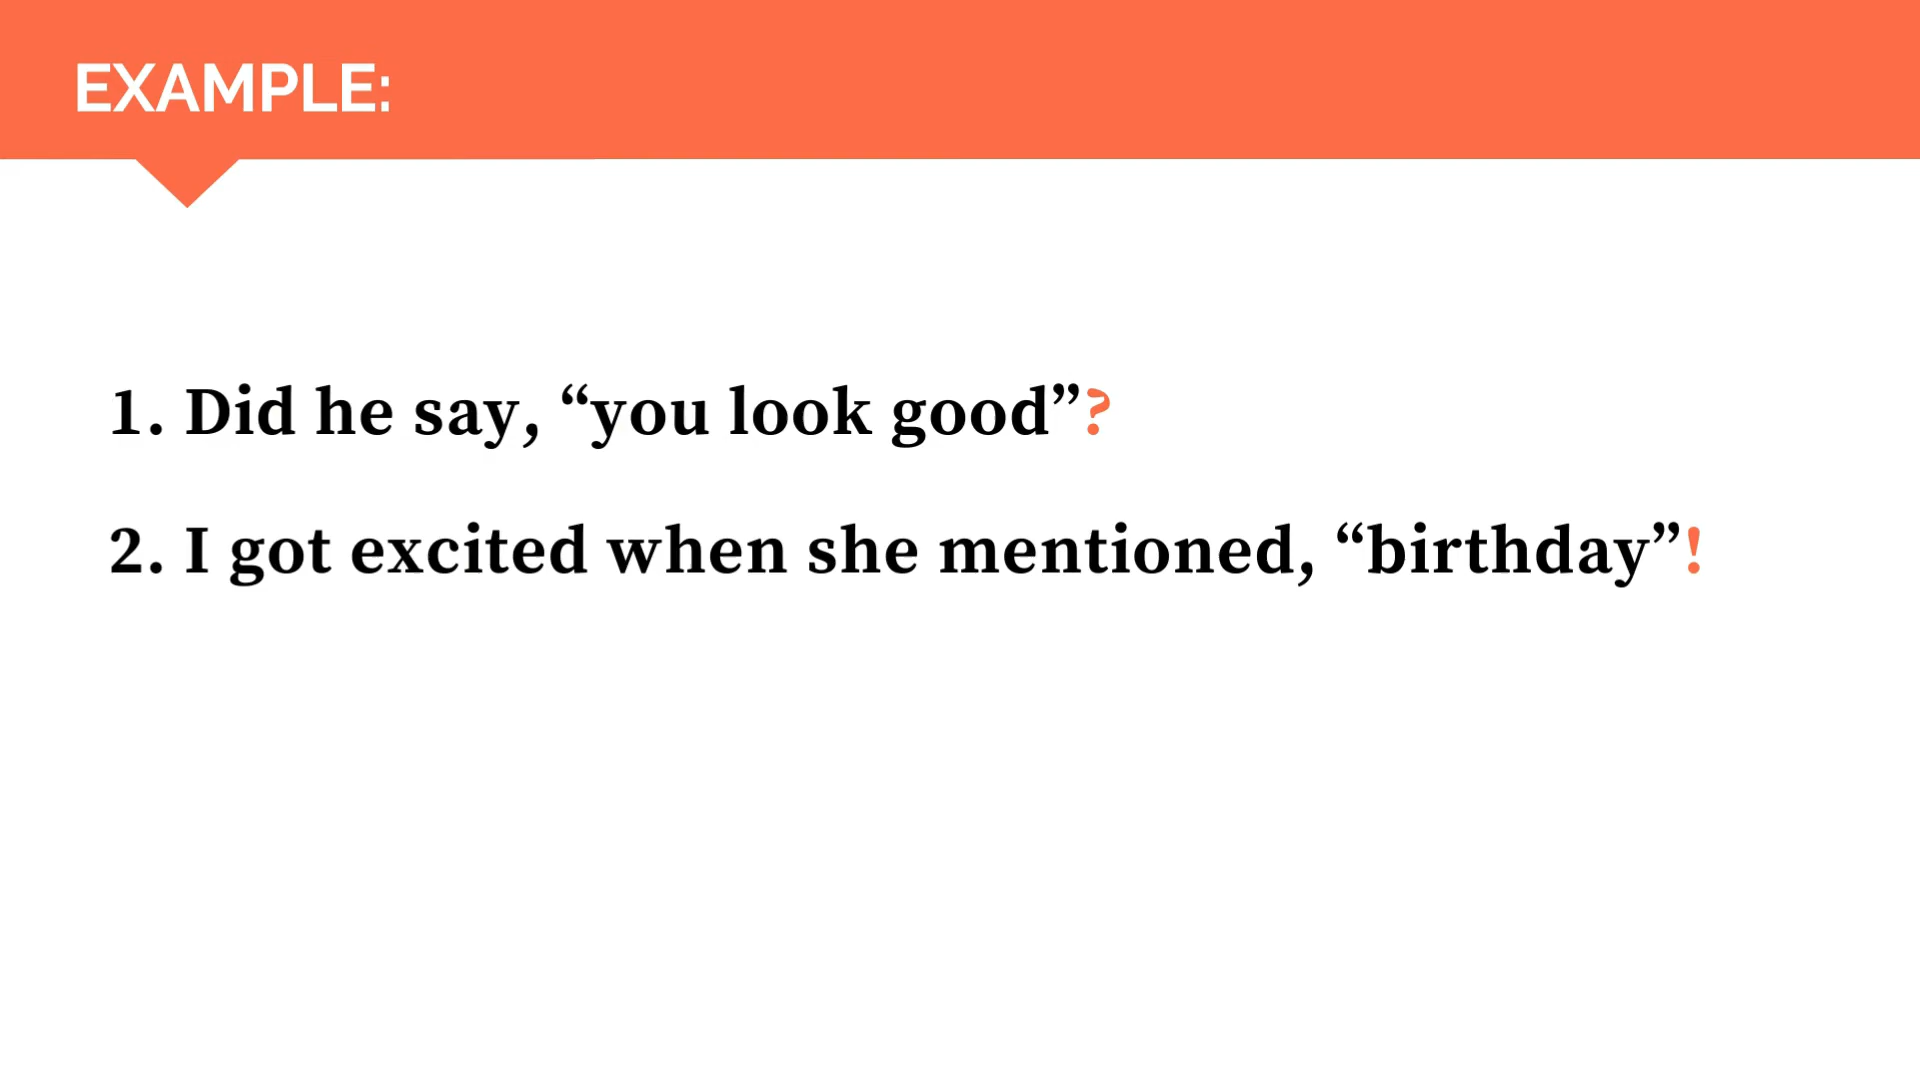 EXAMPLE:
1. Did he say, “you look good”?
2. I got excited when she mentioned, “birthday”!